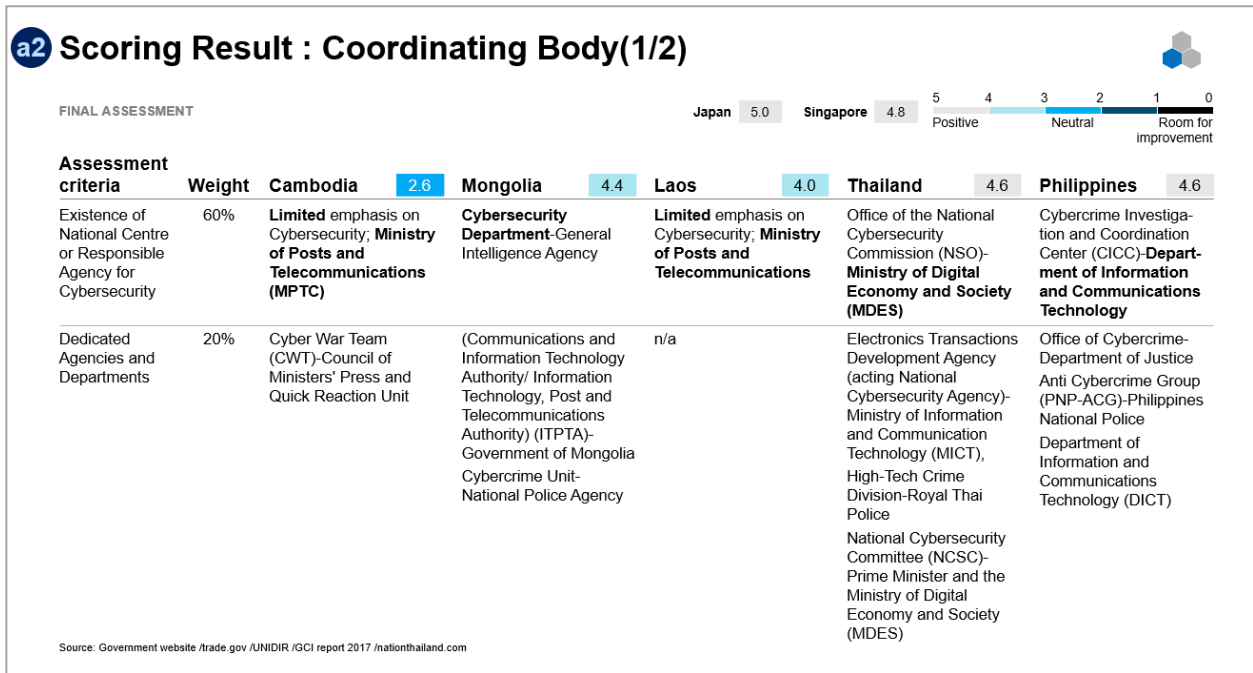 a2 Scoring Result : Coordinating Body(1/2)
FINAL ASSESSMENT
Japan 5.0 Singapore 4.8
5 4 3 2 1 0
Positive Neutral Room for
improvement
Assessment
criteria
Weight
Cambodia 2.6
Mongolia 4.4
Laos 4.0
Thailand 4.6
Philippines 4.6
Existence of
National Centre
or Responsible
Agency for
Cybersecurity
60%
Limited emphasis on
Cybersecurity; Ministry
of Posts and
Telecommunications
(MPTC)
Cybersecurity
Department-General
Intelligence Agency
Limited emphasis on
Cybersecurity; Ministry
of Posts and
Telecommunications
Office of the National
Cybersecurity
Commission (NSO)-
Ministry of Digital
Economy and Society
(MDES)
Cybercrime Investiga-
tion and Coordination
Center (CICC)-Depart-
ment of Information
and Communications
Technology
Dedicated
Agencies and
Departments
20%
Cyber War Team
(CWT)-Council of
Ministers' Press and
Quick Reaction Unit
(Communications and
Information Technology
Authority/ Information
Technology, Post and
Telecommunications
Authority) (ITPTA)-
Government of Mongolia
Cybercrime Unit-
National Police Agency
n/a
Electronics Transactions
Development Agency
(acting National
Cybersecurity Agency)-
Ministry of Information
and Communication
Technology (MICT),
High-Tech Crime
Division-Royal Thai
Police
National Cybersecurity
Committee (NCSC)-
Prime Minister and the
Ministry of Digital
Economy and Society
(MDES)
Office of Cybercrime-
Department of Justice
Anti Cybercrime Group
(PNP-ACG)-Philippines
National Police
Department of
Information and
Communications
Technology (DICT)
Source: Government website /trade.gov /UNIDIR /GCI report 2017 /nationthailand.com